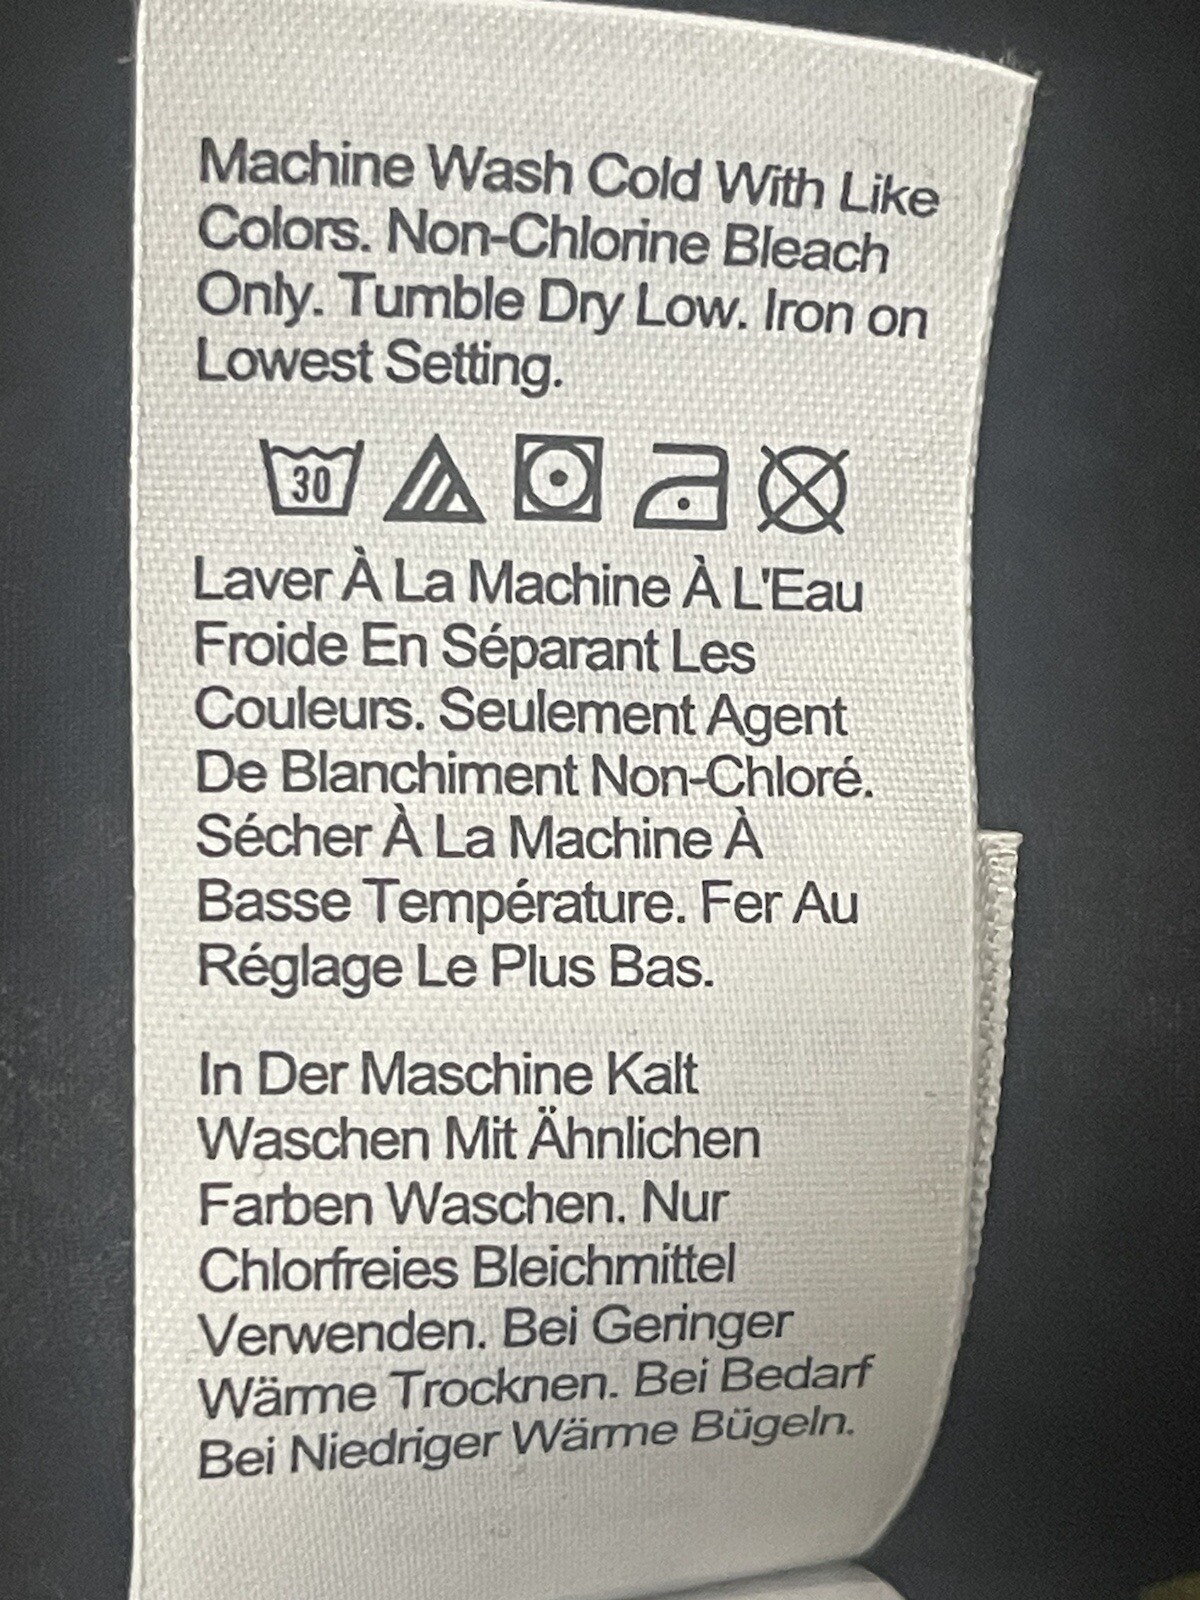 Machine Wash Cold With Like
Colors. Non-Chlorine Bleach
Only. Tumble Dry Low. Iron on
Lowest Setting.
30
Laver À La Machine À L'Eau
Froide En Séparant Les
Couleurs. Seulement Agent
De Blanchiment Non-Chloré.
Sécher À La Machine À
Basse Température. Fer Au
Réglage Le Plus Bas.
In Der Maschine Kalt
Waschen Mit Ähnlichen
Farben Waschen. Nur
Chlorfreies Bleichmittel
Verwenden. Bei Geringer
Wärme Trocknen. Bei Bedarf
Bei Niedriger Wärme Bügeln.